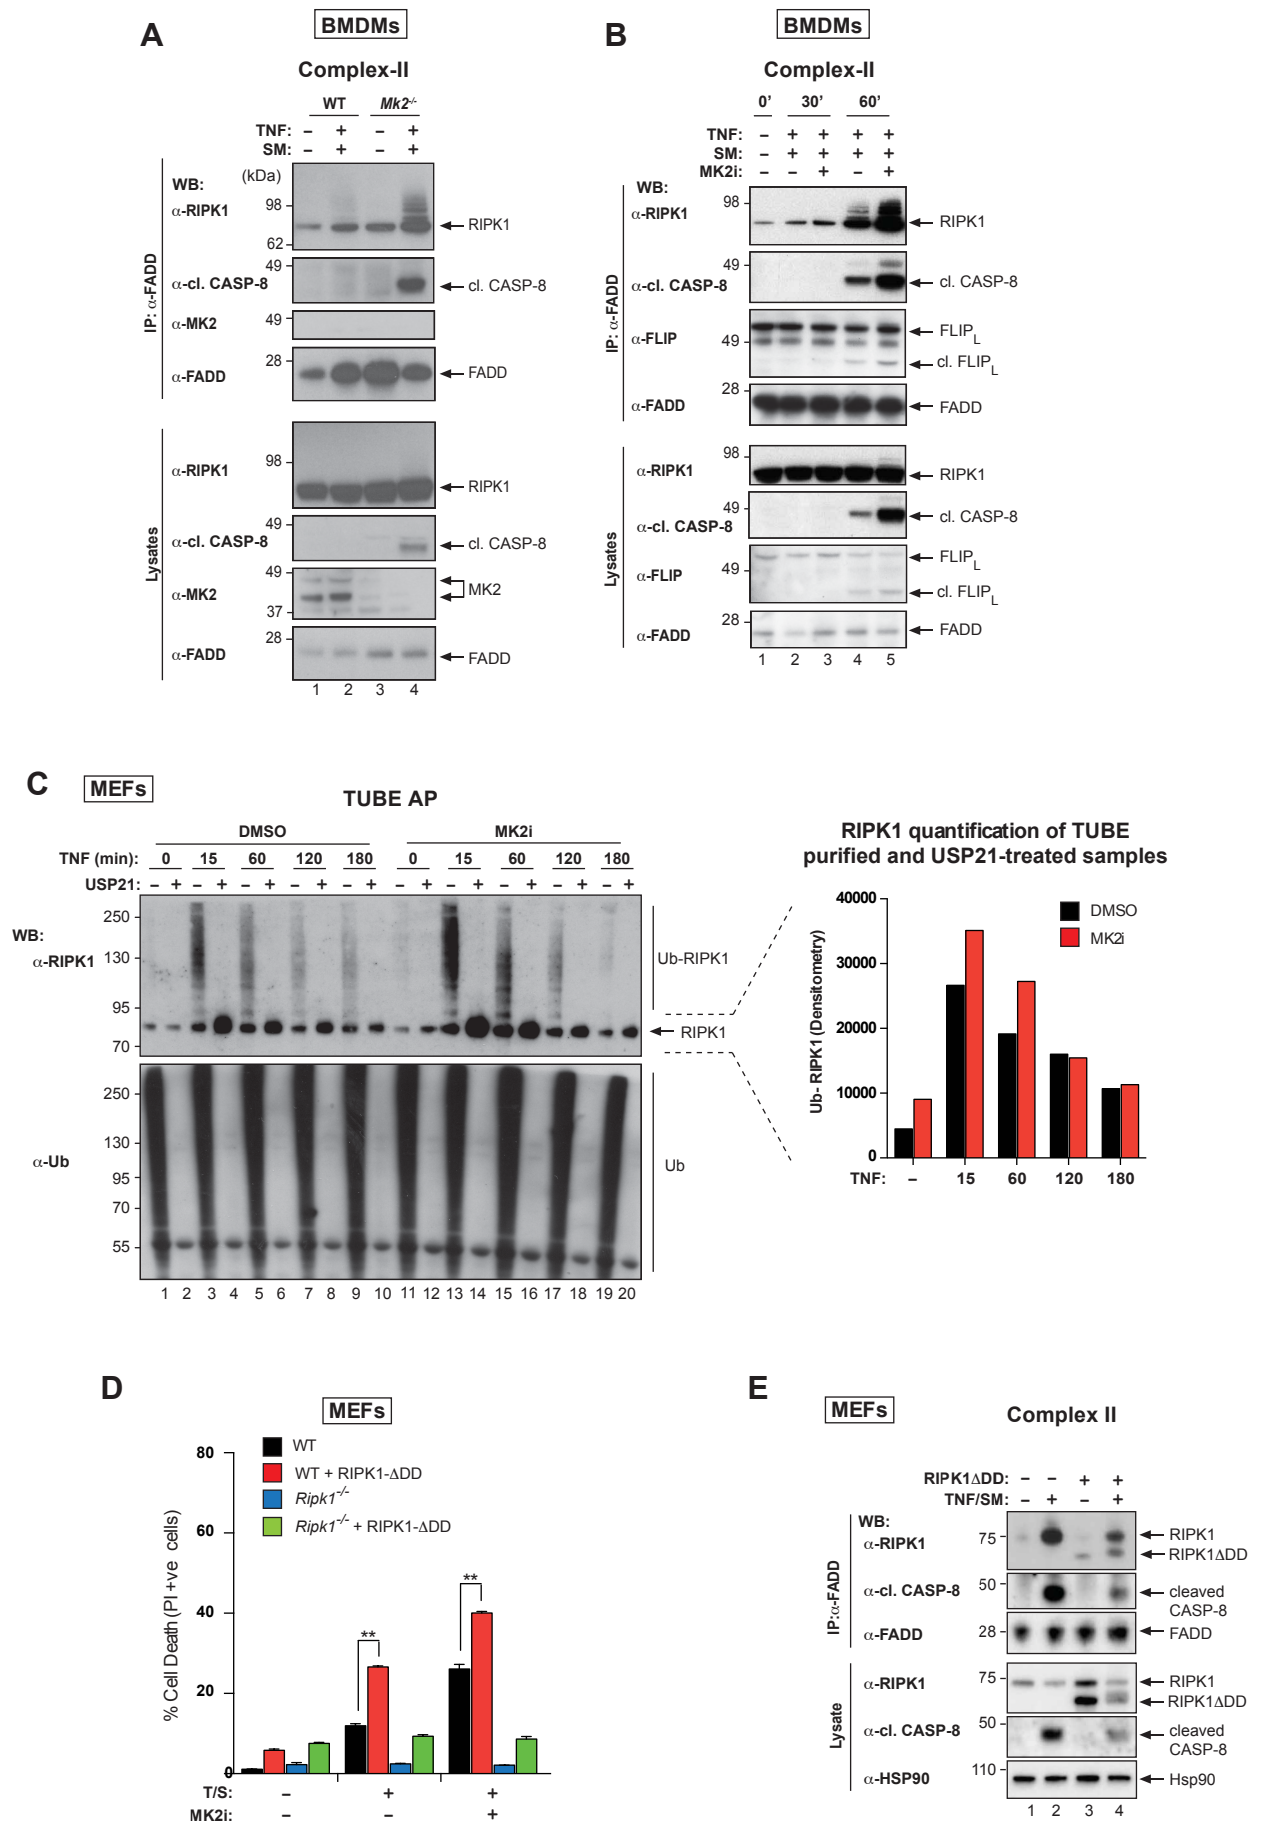 A
BMDMs
Complex-II
WT Mk2-/-
TNF: – + – +
SM: – + – +
WB: (kDa)
IP: α-FADD
α-RIPK1 98 62 RIPK1
α-cl. CASP-8 49 cl. CASP-8
α-MK2 49
α-FADD 28 FADD
Lysates
α-RIPK1 98 RIPK1
α-cl. CASP-8 49 cl. CASP-8
α-MK2 49 37 MK2
α-FADD 28 FADD
1 2 3 4
B
BMDMs
Complex-II
0' 30' 60'
TNF: – + + + +
SM: – + + + +
MK2i: – – + – +
WB:
IP: α-FADD
α-RIPK1 98 RIPK1
α-cl. CASP-8 49 cl. CASP-8
α-FLIP 49 FLIPL
cl. FLIPL
α-FADD 28 FADD
Lysates
α-RIPK1 98 RIPK1
α-cl. CASP-8 49 cl. CASP-8
α-FLIP 49 FLIPL
cl. FLIPL
α-FADD 28 FADD
1 2 3 4 5
C
MEFs
TUBE AP
DMSO MK2i
TNF (min): 0 15 60 120 180 0 15 60 120 180
USP21: – + – + – + – + – + – + – + – + – + – +
WB:
α-RIPK1
250
130
95
70
Ub-RIPK1
RIPK1
α-Ub
250
130
95
70
55
Ub
1 2 3 4 5 6 7 8 9 10 11 12 13 14 15 16 17 18 19 20
RIPK1 quantification of TUBE
purified and USP21-treated samples
Ub- RIPK1 (Densitometry)
40000
30000
20000
10000
0
DMSO
MK2i
TNF: – 15 60 120 180
D
MEFs
WT
WT + RIPK1-ΔDD
Ripk1-/-
Ripk1-/- + RIPK1-ΔDD
% Cell Death (PI +ve cells)
80
60
40
20
0
** **
T/S: – + +
MK2i: – – +
E
MEFs
Complex II
RIPK1ΔDD: – – + +
TNF/SM: – + – +
WB:
IP:α-FADD
α-RIPK1 75 RIPK1
RIPK1ΔDD
α-cl. CASP-8 50 cleaved
CASP-8
α-FADD 28 FADD
Lysate
α-RIPK1 75 RIPK1
RIPK1ΔDD
α-cl. CASP-8 50 cleaved
CASP-8
α-HSP90 110 Hsp90
1 2 3 4